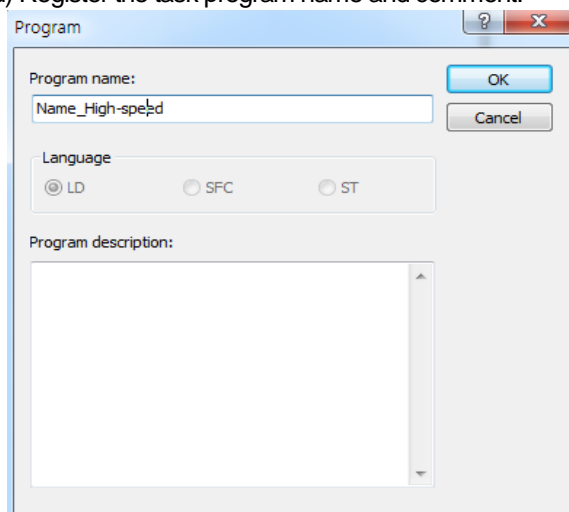 ) Register the task program name and comment.
Program
Program name:
OK
Name_High-speed
Cancel
Language
LD SFC ST
Program description: